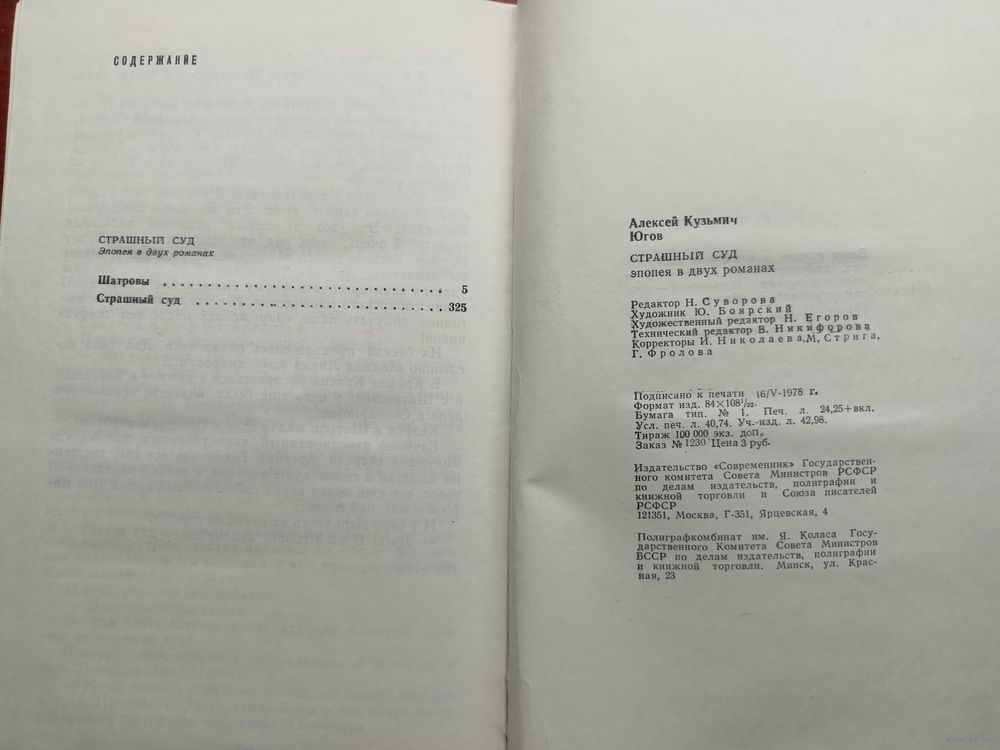 СОДЕРЖАНИЕ
СТРАШНЫЙ СУД
Эпопея в двух романах
Шатровы . . . . . . . . . . . . . . . . . . . . . . . . . . . . . 5
Страшный суд . . . . . . . . . . . . . . . . . . . . . . . . . 325
Алексей Кузьмич
Югов
СТРАШНЫЙ СУД
эпопея в двух романах
Редактор Н. Суворова
Художник Ю. Боярский
Художественный редактор Н. Егоров
Технический редактор В. Никифорова
Корректоры И. Николаева, М. Стрига,
Г. Фролова
Подписано к печати 16/V-1978 г.
Формат изд. 84×108¹/₃₂.
Бумага тип. № 1. Печ. л. 24,25+вкл.
Усл. печ. л. 40,74. Уч.-изд. л. 42,98.
Тираж 100 000 экз. доп.
Заказ № 1230 Цена 3 руб.
Издательство «Современник» Государствен-
ного комитета Совета Министров РСФСР
по делам издательств, полиграфии и
книжной торговли и Союза писателей
РСФСР
121351, Москва, Г-351, Ярцевская, 4
Полиграфкомбинат им. Я. Коласа Госу-
дарственного Комитета Совета Министров
БССР по делам издательств, полиграфии
и книжной торговли. Минск, ул. Крас-
ная, 23
www.ay.by